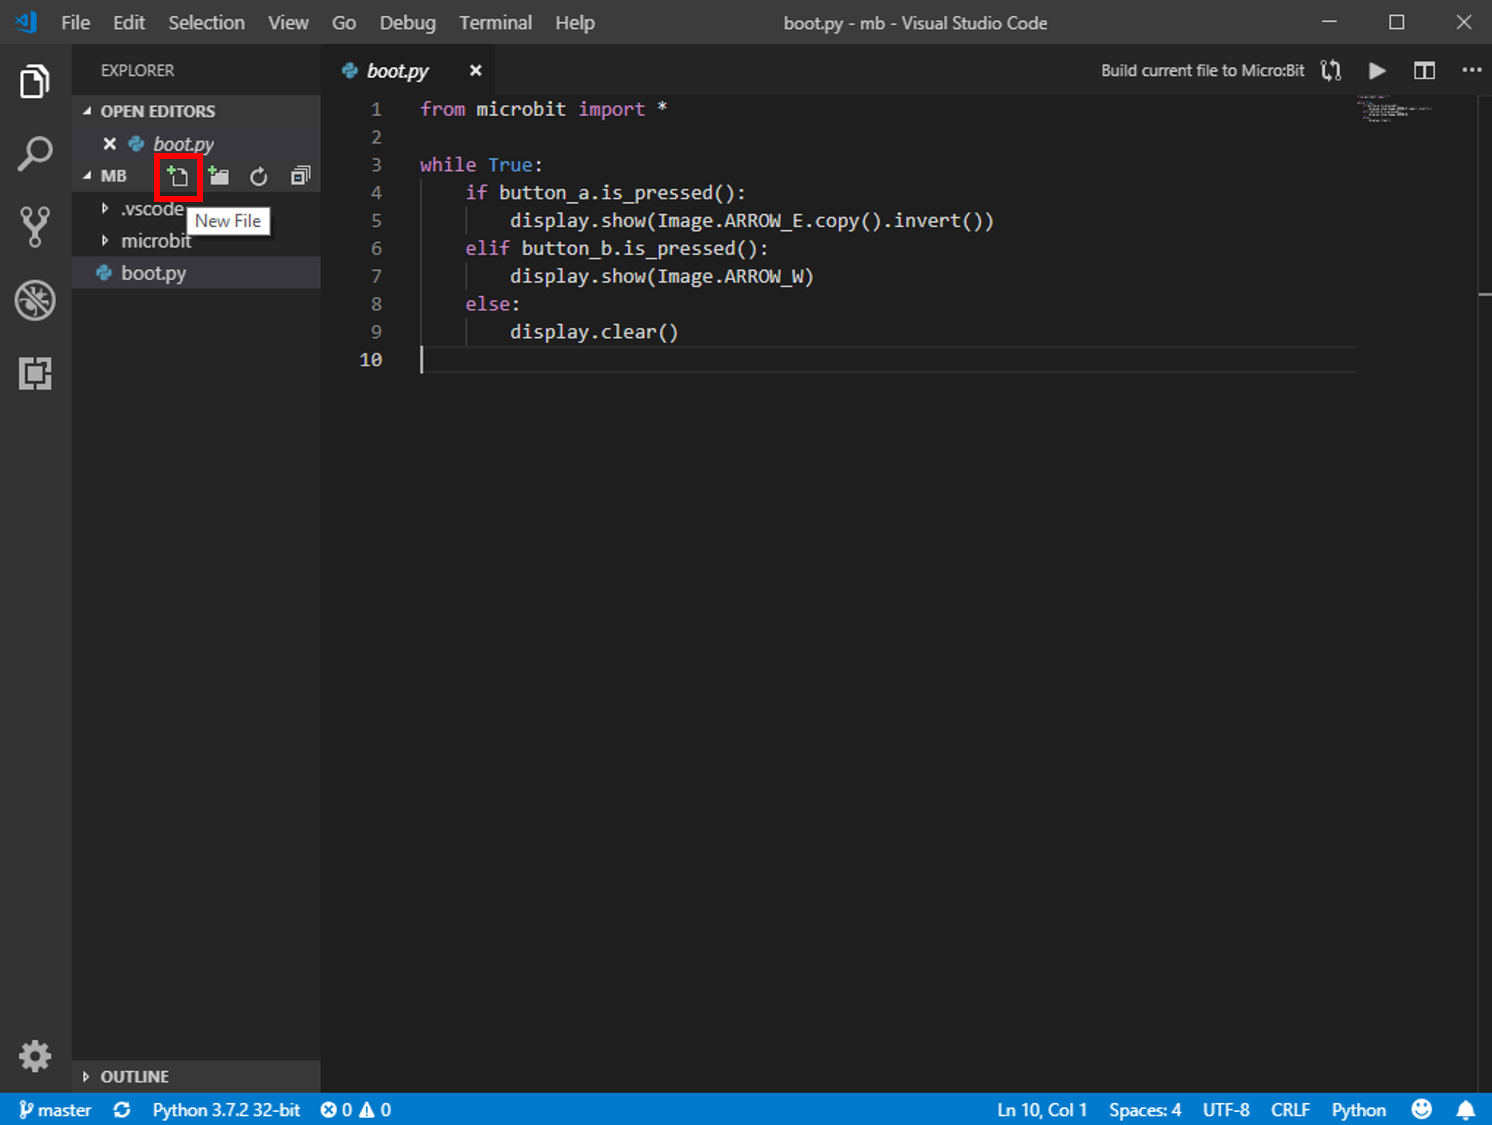 File Edit Selection View Go Debug Terminal Help boot.py - mb - Visual Studio Code
EXPLORER
boot.py
Build current file to Micro:Bit
OPEN EDITORS
boot.py
MB
.vscode
New File
microbit
boot.py
1 from microbit import *
2
3 while True:
4 if button_a.is_pressed():
5 display.show(Image.ARROW_E.copy().invert())
6 elif button_b.is_pressed():
7 display.show(Image.ARROW_W)
8 else:
9 display.clear()
10
OUTLINE
master Python 3.7.2 32-bit 0 0 Ln 10, Col 1 Spaces: 4 UTF-8 CRLF Python